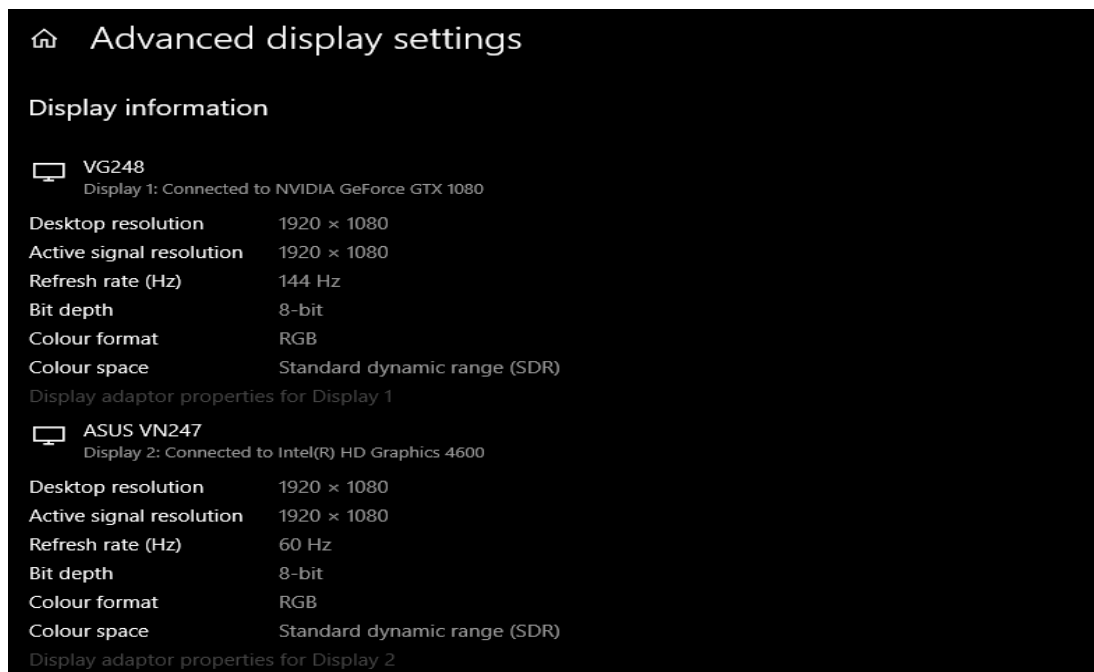 Advanced display settings
Display information
VG248
Display 1: Connected to NVIDIA GeForce GTX 1080
Desktop resolution 1920 × 1080
Active signal resolution 1920 × 1080
Refresh rate (Hz) 144 Hz
Bit depth 8-bit
Colour format RGB
Colour space Standard dynamic range (SDR)
Display adaptor properties for Display 1
ASUS VN247
Display 2: Connected to Intel(R) HD Graphics 4600
Desktop resolution 1920 × 1080
Active signal resolution 1920 × 1080
Refresh rate (Hz) 60 Hz
Bit depth 8-bit
Colour format RGB
Colour space Standard dynamic range (SDR)
Display adaptor properties for Display 2